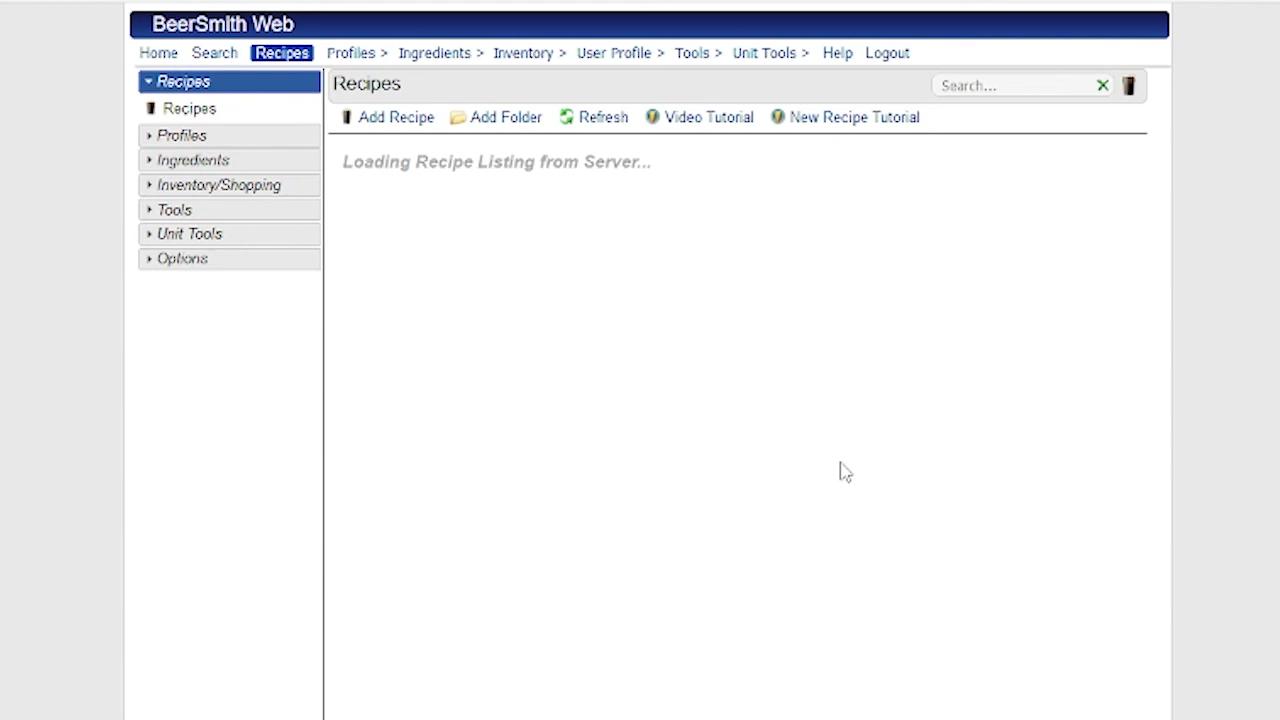 BeerSmith Web
Home Search Recipes Profiles > Ingredients > Inventory > User Profile > Tools > Unit Tools > Help Logout
Recipes
Recipes
Profiles
Ingredients
Inventory/Shopping
Tools
Unit Tools
Options
Recipes Search...
Add Recipe Add Folder Refresh Video Tutorial New Recipe Tutorial
Loading Recipe Listing from Server...